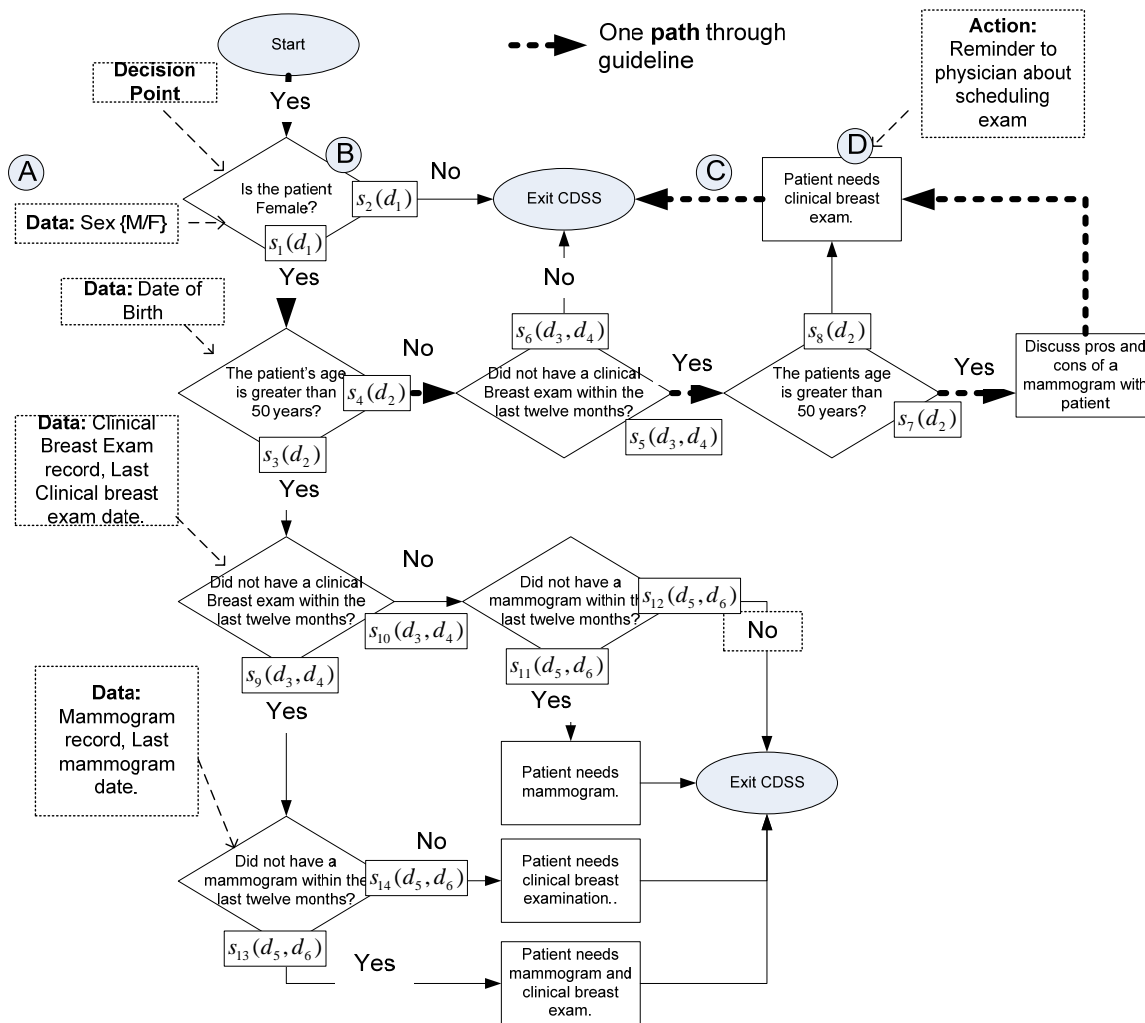 Start
One path through
guideline
Action:
Reminder to
physician about
scheduling
exam
Decision
Point
Yes
A
B
C
D
Is the patient
Female?
s2(d1)
No
Exit CDSS
Patient needs
clinical breast
exam.
Data: Sex {M/F}
s1(d1)
Yes
No
Data: Date of
Birth
s6(d3, d4)
s8(d2)
The patient's age
is greater than
50 years?
No
s4(d2)
Did not have a clinical
Breast exam within the
last twelve months?
Yes
The patients age
is greater than
50 years?
Yes
Discuss pros and
cons of a
mammogram with
patient
s7(d2)
s5(d3, d4)
s3(d2)
Yes
Data: Clinical
Breast Exam
record, Last
Clinical breast
exam date.
Did not have a clinical
Breast exam within the
last twelve months?
No
s10(d3, d4)
Did not have a
mammogram within th
last twelve months?
s12(d5, d6)
No
s9(d3, d4)
s11(d5, d6)
Yes
Yes
Data:
Mammogram
record, Last
mammogram
date.
Patient needs
mammogram.
Exit CDSS
Did not have a
mammogram within the
last twelve months?
No
s14(d5, d6)
Patient needs
clinical breast
examination..
s13(d5, d6)
Yes
Patient needs
mammogram and
clinical breast
exam.